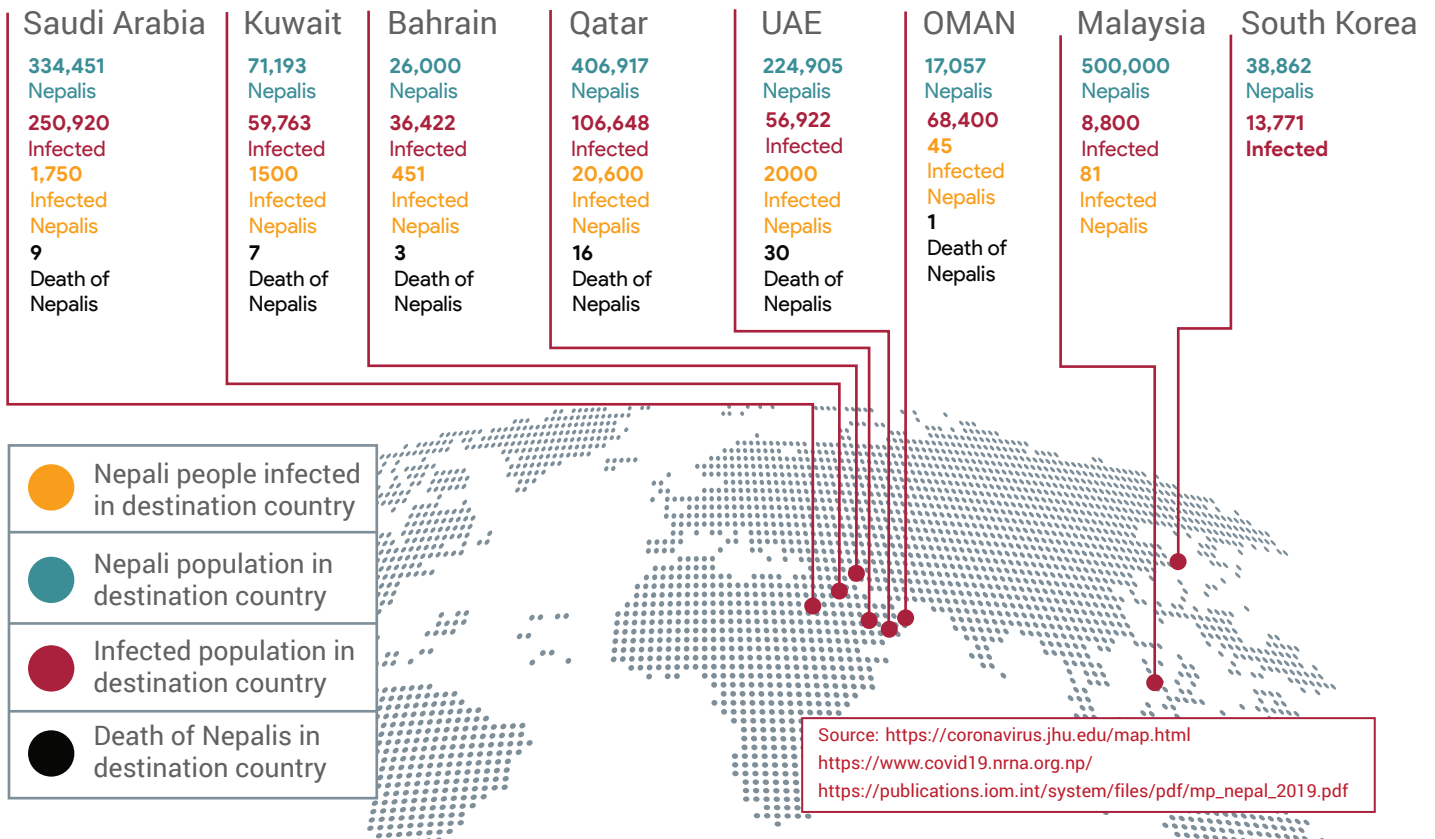 Saudi Arabia
334,451
Nepalis
250,920
Infected
1,750
Infected
Nepalis
9
Death of
Nepalis
Kuwait
71,193
Nepalis
59,763
Infected
1500
Infected
Nepalis
7
Death of
Nepalis
Bahrain
26,000
Nepalis
36,422
Infected
451
Infected
Nepalis
3
Death of
Nepalis
Qatar
406,917
Nepalis
106,648
Infected
20,600
Infected
Nepalis
16
Death of
Nepalis
UAE
224,905
Nepalis
56,922
Infected
2000
Infected
Nepalis
30
Death of
Nepalis
OMAN
17,057
Nepalis
68,400
45
Infected
Nepalis
1
Death of
Nepalis
Malaysia
500,000
Nepalis
8,800
Infected
81
Infected
Nepalis
South Korea
38,862
Nepalis
13,771
Infected
Nepali people infected
in destination country
Nepali population in
destination country
Infected population in
destination country
Death of Nepalis in
destination country
Source: https://coronavirus.jhu.edu/map.html
https://www.covid19.nrna.org.np/
https://publications.iom.int/system/files/pdf/mp_nepal_2019.pdf